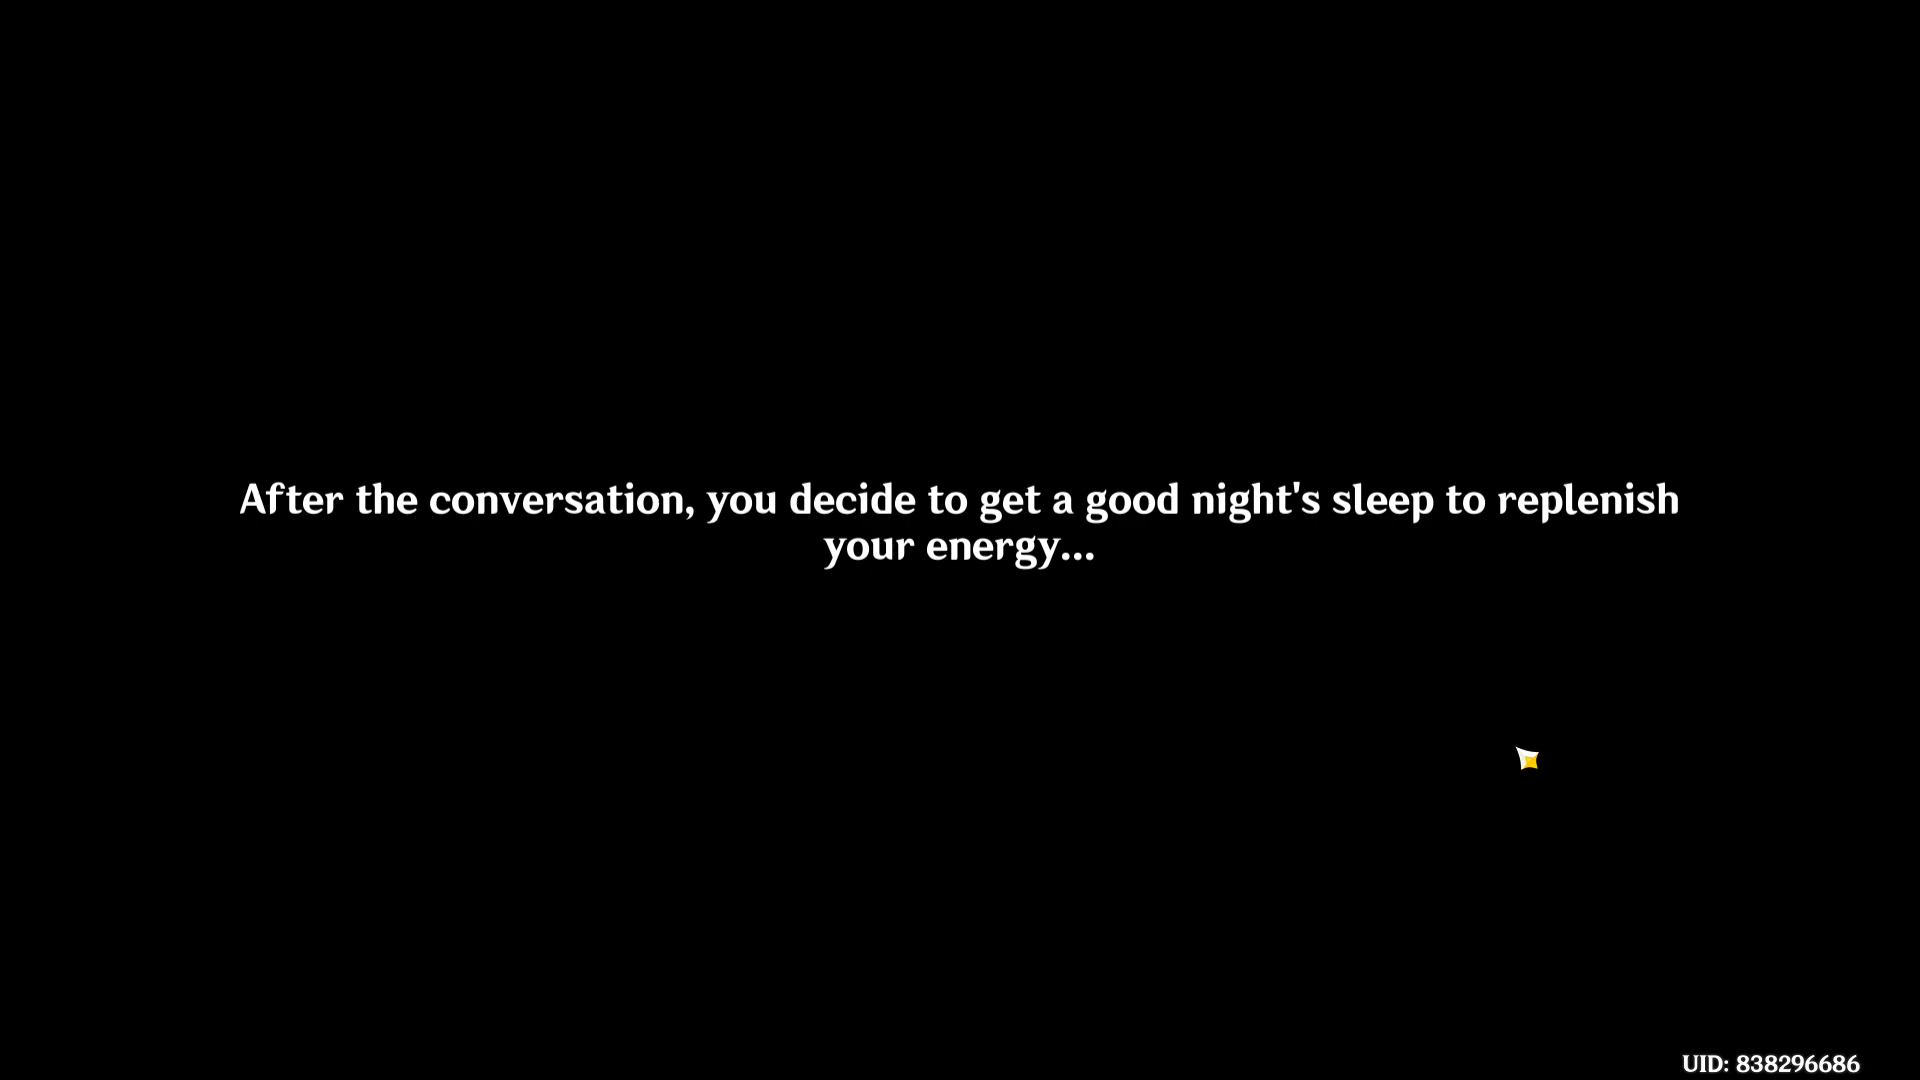 After the conversation, you decide to get a good night's sleep to replenish
your energy...
UID: 838296686